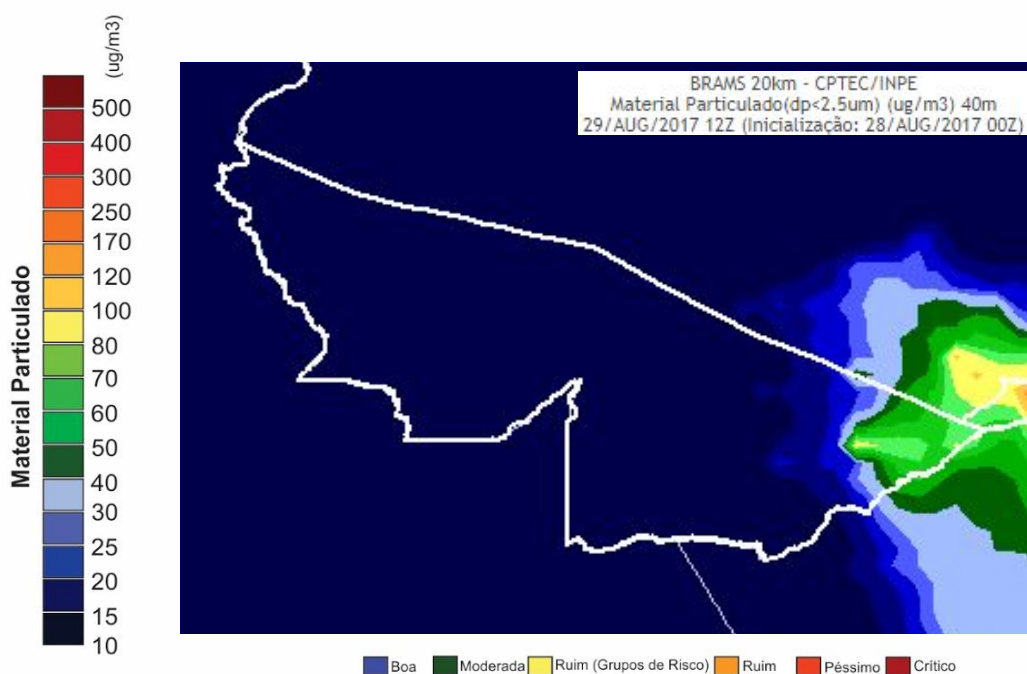 (ug/m3)
Material Particulado
500
400
300
250
170
120
100
80
70
60
50
40
30
25
20
15
10
BRAMS 20km - CPTEC/INPE
Material Particulado(dp<2.5um) (ug/m3) 40m
29/AUG/2017 12Z (Inicialização: 28/AUG/2017 00Z)
Boa Moderada Ruim (Grupos de Risco) Ruim Péssimo Crítico